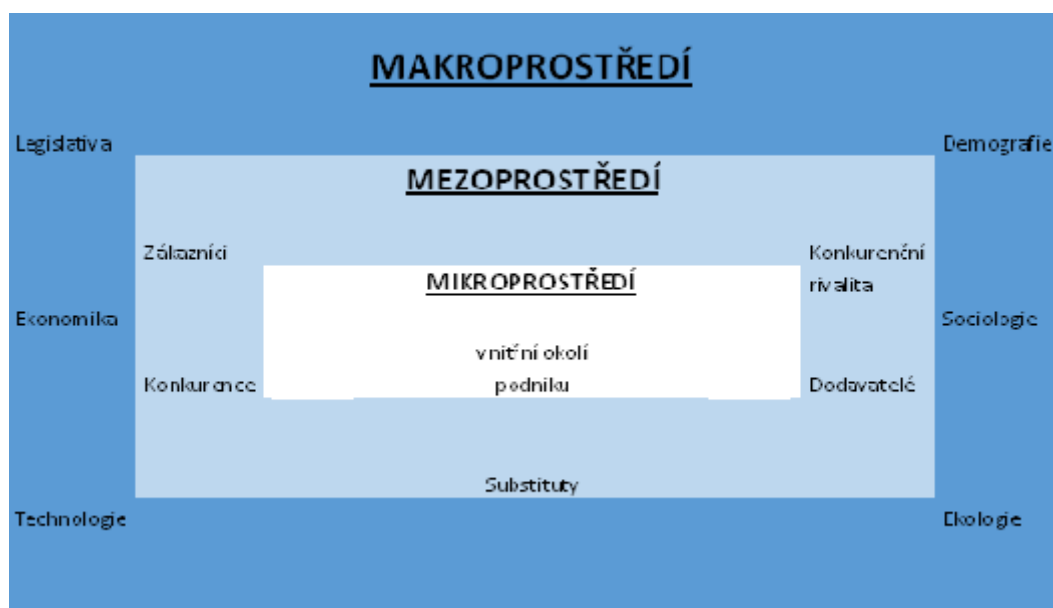 MAKROPROSTŘEDÍ
Legislativa
Demografie
MEZOPROSTŘEDÍ
Zákazníci
Konkurenční
rivalita
MIKROPROSTŘEDÍ
Ekonomika
Sociologie
vnitřní okolí
podniku
Konkurence
Dodavatelé
Substituty
Technologie
Ekologie